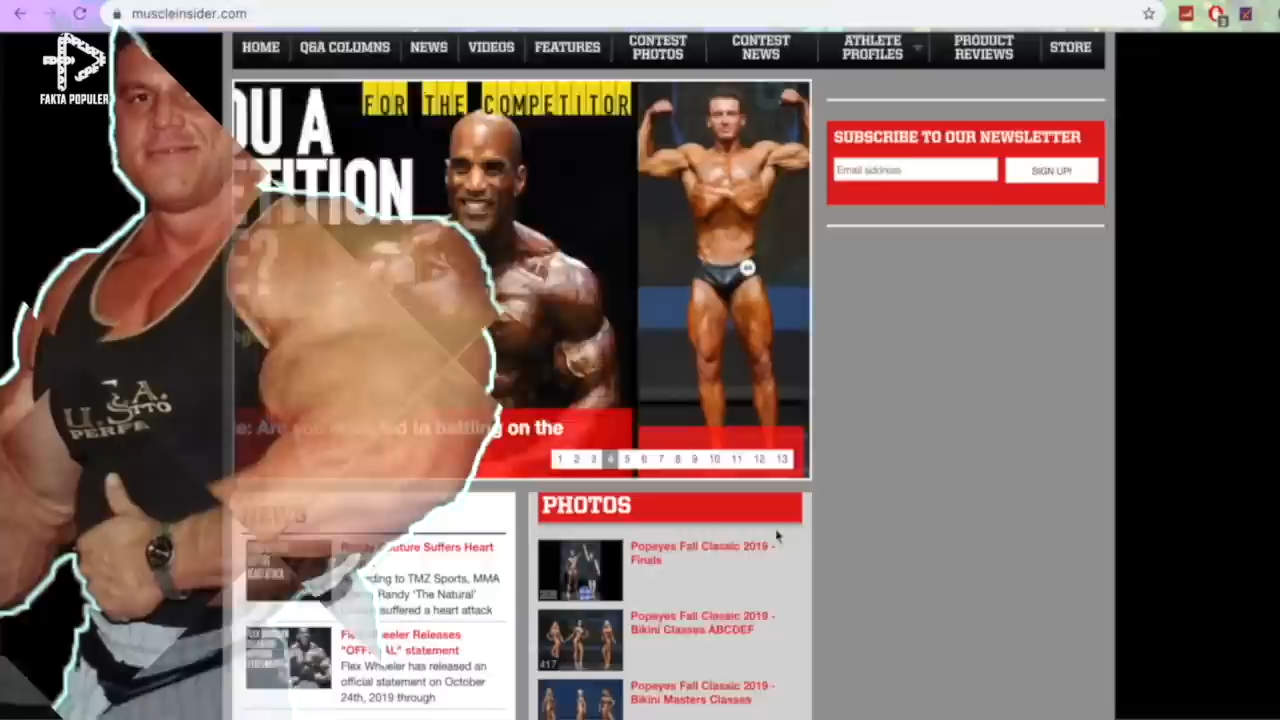 muscleinsider.com
FAKTA POPULER
HOME
Q&A COLUMNS
NEWS
VIDEOS
FEATURES
CONTEST
PHOTOS
CONTEST
NEWS
ATHLETE
PROFILES
PRODUCT
REVIEWS
STORE
OU A
TITION
FOR THE COMPETITOR
U.S.A.
on the
1 2 3 4 5 6 7 8 9 10 11 12 13
SUBSCRIBE TO OUR NEWSLETTER
Email address
SIGN UP!
NEWS
Suffers Heart
to TMZ Sports, MMA
Randy 'The Natural'
suffered a heart attack
Releases
statement
Flex Wheeler has released an
official statement on October
24th, 2019 through
PHOTOS
Popeyes Fall Classic 2019 -
Finals
Popeyes Fall Classic 2019 -
Bikini Classes ABCDEF
417
Popeyes Fall Classic 2019 -
Bikini Masters Classes